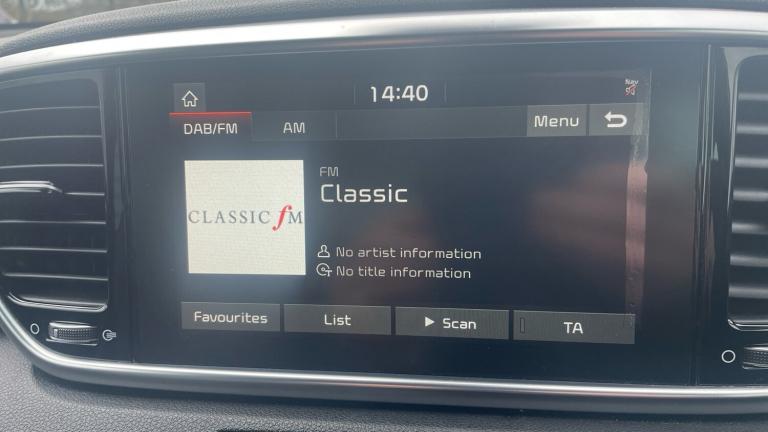 14:40
Nav
DAB/FM
AM
Menu
FM
Classic
CLASSIC fM
No artist information
No title information
Favourites
List
Scan
TA